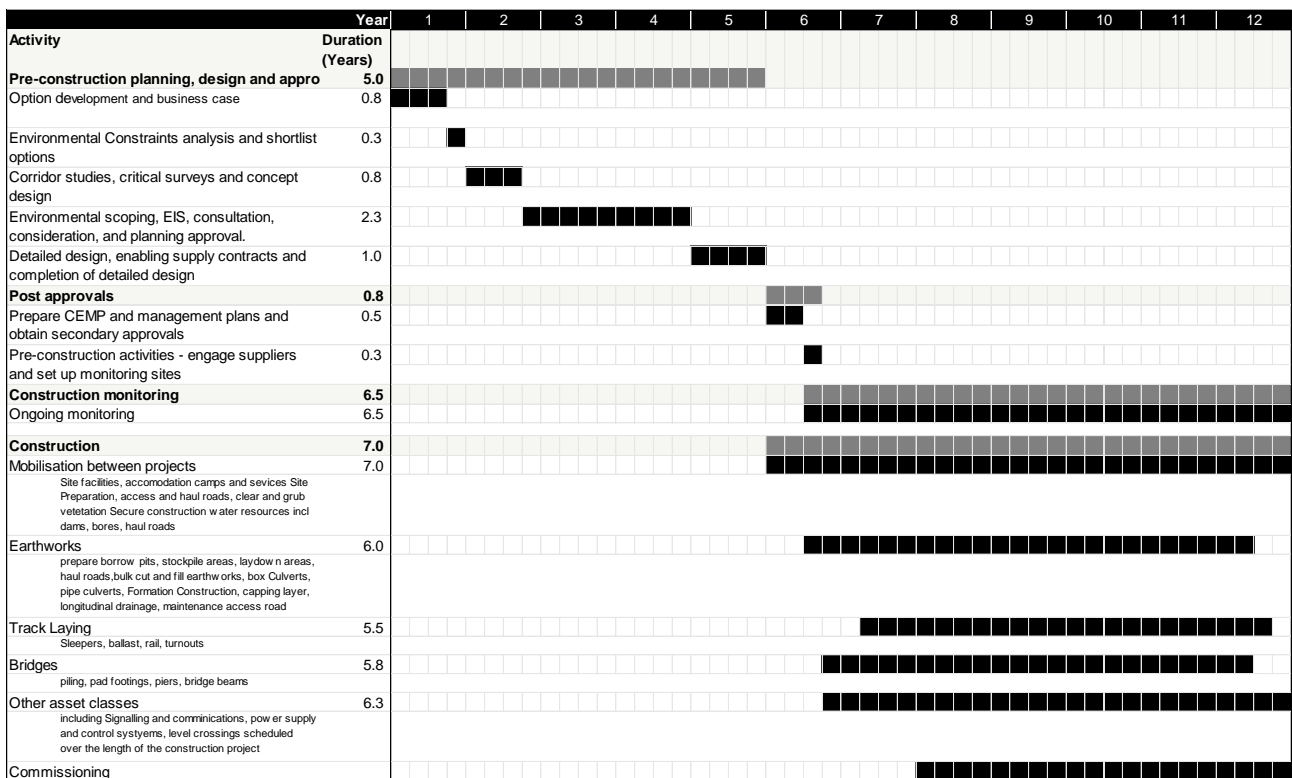 Year 1 2 3 4 5 6 7 8 9 10 11 12
Activity Duration
(Years)
Pre-construction planning, design and appro 5.0
Option development and business case 0.8
Environmental Constraints analysis and shortlist 0.3
options
Corridor studies, critical surveys and concept 0.8
design
Environmental scoping, EIS, consultation, 2.3
consideration, and planning approval.
Detailed design, enabling supply contracts and 1.0
completion of detailed design
Post approvals 0.8
Prepare CEMP and management plans and 0.5
obtain secondary approvals
Pre-construction activities - engage suppliers 0.3
and set up monitoring sites
Construction monitoring 6.5
Ongoing monitoring 6.5
Construction 7.0
Mobilisation between projects 7.0
Site facilities, accomodation camps and sevices Site
Preparation, access and haul roads, clear and grub
vetetation Secure construction water resources incl
dams, bores, haul roads
Earthworks 6.0
prepare borrow pits, stockpile areas, laydown areas,
haul roads,bulk cut and fill earthworks, box Culverts,
pipe culverts, Formation Construction, capping layer,
longitudinal drainage, maintenance access road
Track Laying 5.5
Sleepers, ballast, rail, turnouts
Bridges 5.8
piling, pad footings, piers, bridge beams
Other asset classes 6.3
including Signalling and comminications, power supply
and control systyems, level crossings scheduled
over the length of the construction project
Commissioning